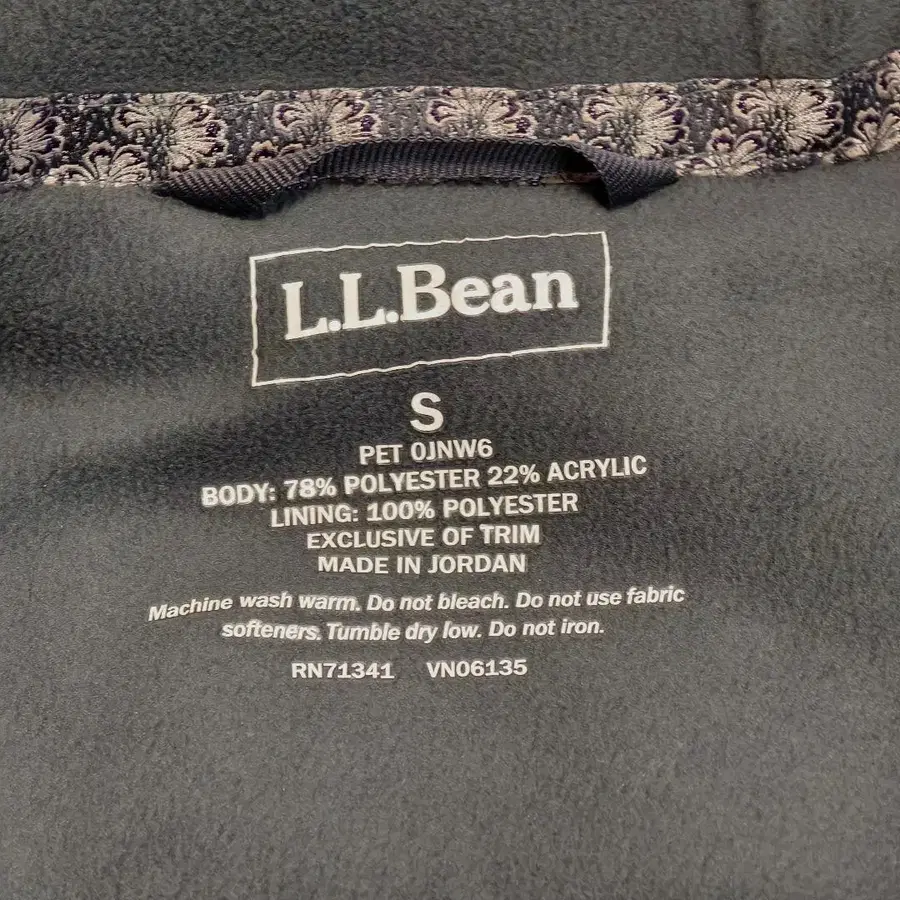 L.L.Bean
S
PET 0JNW6
BODY: 78% POLYESTER 22% ACRYLIC
LINING: 100% POLYESTER
EXCLUSIVE OF TRIM
MADE IN JORDAN
Machine wash warm. Do not bleach. Do not use fabric
softeners. Tumble dry low. Do not iron.
RN71341 VN06135